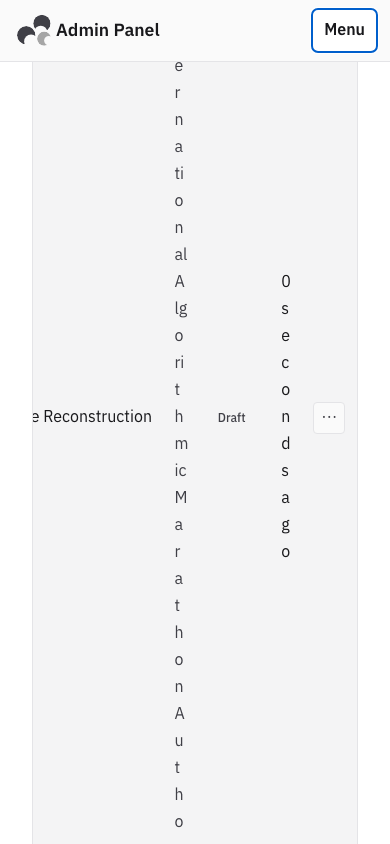 Admin Panel
Menu
e Reconstruction
e
r
n
a
ti
o
n
al
A
lg
o
ri
t
h
m
ic
M
a
r
a
t
h
o
n
A
u
t
h
o
Draft
0
s
e
c
o
n
d
s
a
g
o
...